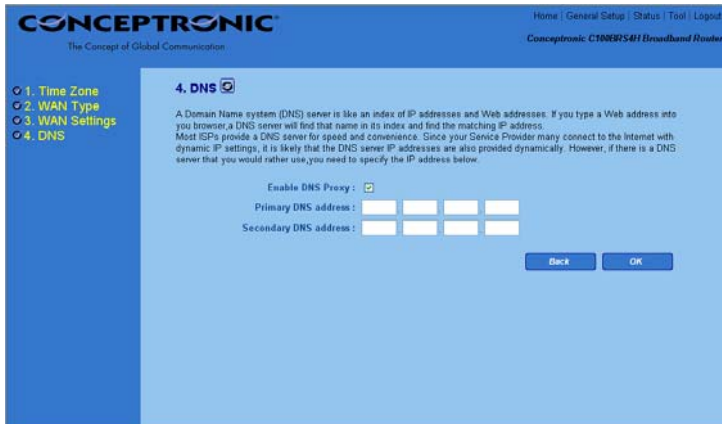 CONCEPTRONIC
The Concept of Global Communication
Home | General Setup | Status | Tool | Logout
Conceptronic C100BRS4H Broadband Router
1. Time Zone
2. WAN Type
3. WAN Settings
4. DNS
4. DNS
A Domain Name system (DNS) server is like an index of IP addresses and Web addresses. If you type a Web address into
you browser,a DNS server will find that name in its index and find the matching IP address.
Most ISPs provide a DNS server for speed and convenience. Since your Service Provider many connect to the Internet with
dynamic IP settings, it is likely that the DNS server IP addresses are also provided dynamically. However, if there is a DNS
server that you would rather use,you need to specify the IP address below.
Enable DNS Proxy :
Primary DNS address :
Secondary DNS address :
Back
OK